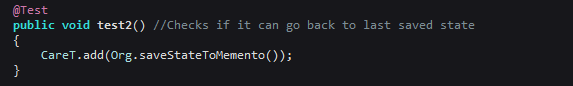 @Test
public void test2() //Checks if it can go back to last saved state
{
CareT.add(Org.saveStateToMemento());
}